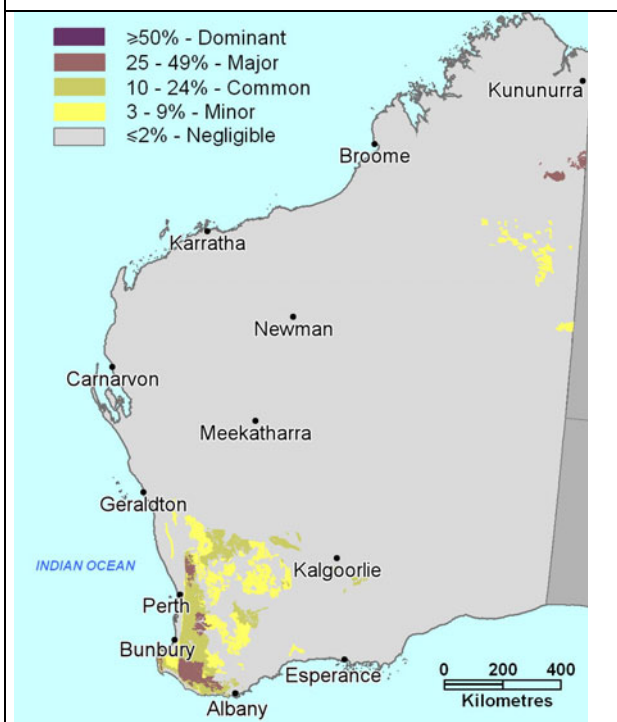 ≥50% - Dominant
25 - 49% - Major
10 - 24% - Common
3 - 9% - Minor
≤2% - Negligible
Kununurra
Broome
Karratha
Newman
Carnarvon
Meekatharra
Geraldton
INDIAN OCEAN
Kalgoorlie
Perth
Bunbury
Esperance
Albany
0 200 400
Kilometres